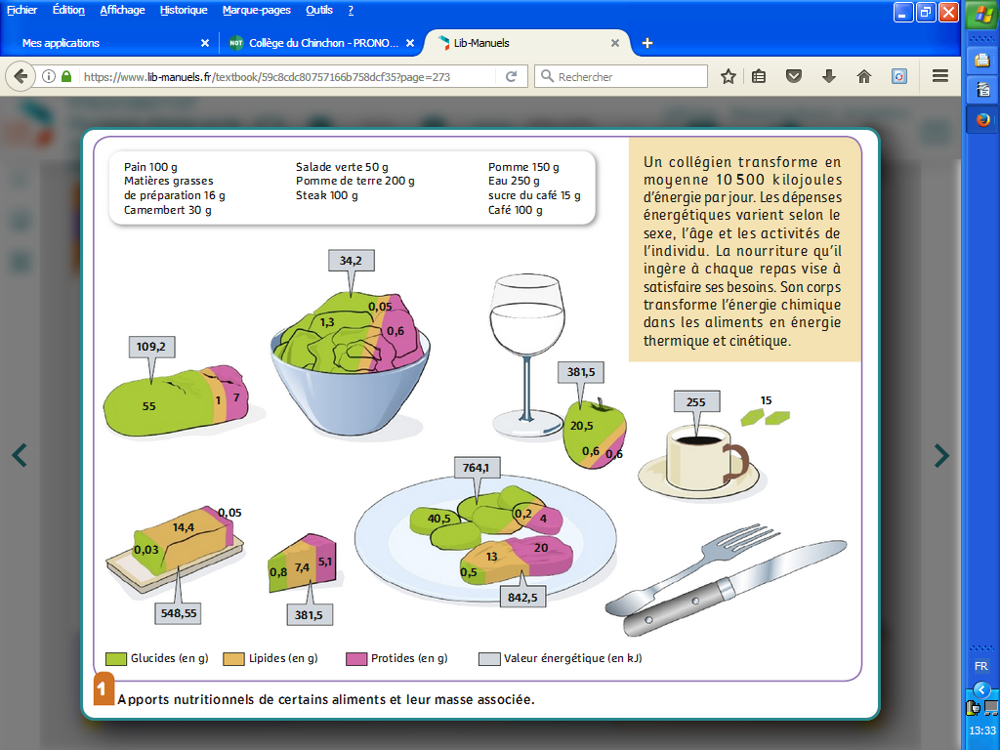 Fichier Édition Affichage Historique Marque-pages Outils ?
Mes applications
NOT Collège du Chinchon - PRONO...
Lib-Manuels
https://www.lib-manuels.fr/textbook/59c8cdc80757166b758dcf35?page=273
Rechercher
Pain 100 g
Matières grasses
de préparation 16 g
Camembert 30 g
Salade verte 50 g
Pomme de terre 200 g
Steak 100 g
Pomme 150 g
Eau 250 g
sucre du café 15 g
Café 100 g
Un collégien transforme en
moyenne 10 500 kilojoules
d'énergie par jour. Les dépenses
énergétiques varient selon le
sexe, l'âge et les activités de
l'individu. La nourriture qu'il
ingère à chaque repas vise à
satisfaire ses besoins. Son corps
transforme l'énergie chimique
dans les aliments en énergie
thermique et cinétique.
34,2
1,3
0,05
0,6
109,2
55
1
7
381,5
20,5
0,6
0,6
255
15
764,1
40,5
0,2
4
13
20
0,5
842,5
0,05
14,4
0,03
548,55
0,8
7,4
5,1
381,5
Glucides (en g)
Lipides (en g)
Protides (en g)
Valeur énergétique (en kJ)
1
Apports nutritionnels de certains aliments et leur masse associée.
FR
13:33